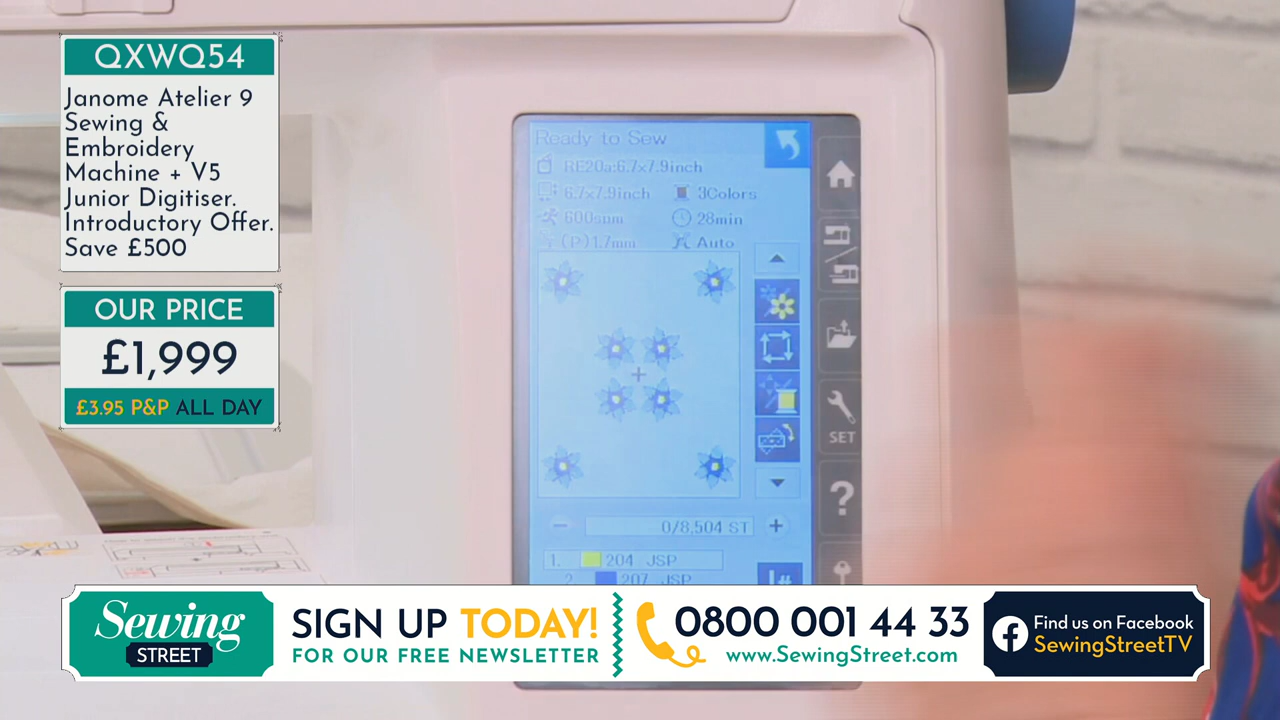 QXWQ54
Janome Atelier 9
Sewing &
Embroidery
Machine + V5
Junior Digitiser.
Introductory Offer.
Save £500
OUR PRICE
£1,999
£3.95 P&P ALL DAY
Ready to Sew
RE20a:6.7x7.9inch
6.7x7.9inch 3Colors
600spm 28min
(P)1.7mm Auto
SET
?
0/8,504 ST
1. 204 JSP
2. 207 JSP
Sewing
STREET
SIGN UP TODAY!
FOR OUR FREE NEWSLETTER
0800 001 44 33
www.SewingStreet.com
Find us on Facebook
SewingStreetTV